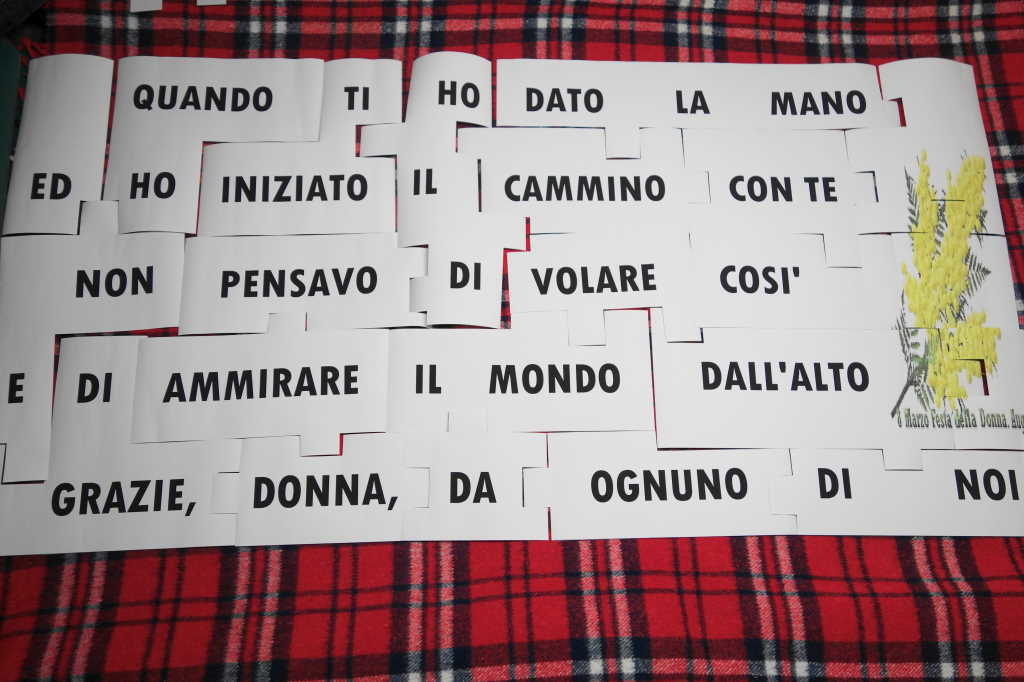 QUANDO TI HO DATO LA MANO
ED HO INIZIATO IL CAMMINO CON TE
NON PENSAVO DI VOLARE COSI'
E DI AMMIRARE IL MONDO DALL'ALTO
8 Marzo Festa della Donna.
GRAZIE, DONNA, DA OGNUNO DI NOI